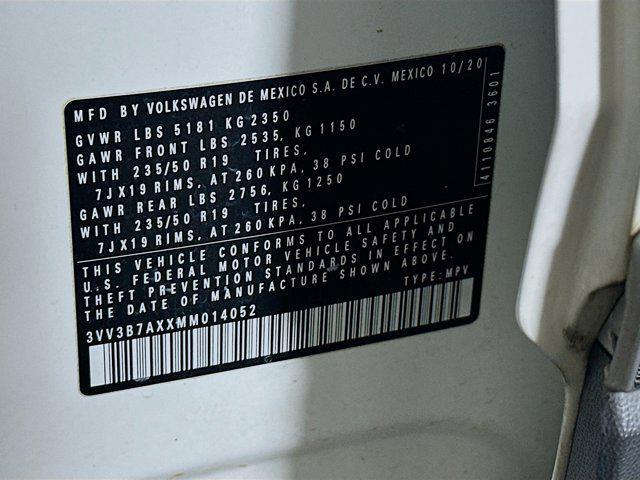 MFD BY VOLKSWAGEN DE MEXICO S.A. DE C.V. MEXICO 10/20
GVWR LBS 5181 KG 2350
GAWR FRONT LBS 2535, KG 1150
WITH 235/50 R19 TIRES,
7JX19 RIMS, AT 260 KPA, 38 PSI COLD
GAWR REAR LBS 2756, KG 1250
WITH 235/50 R19 TIRES,
7JX19 RIMS, AT 260 KPA, 38 PSI COLD
THIS VEHICLE CONFORMS TO ALL APPLICABLE
U.S. FEDERAL MOTOR VEHICLE SAFETY AND
THEFT PREVENTION STANDARDS IN EFFECT ON
THE DATE OF MANUFACTURE SHOWN ABOVE.
3VV3B7AXXMM014052 TYPE: MPV
4110846 3601